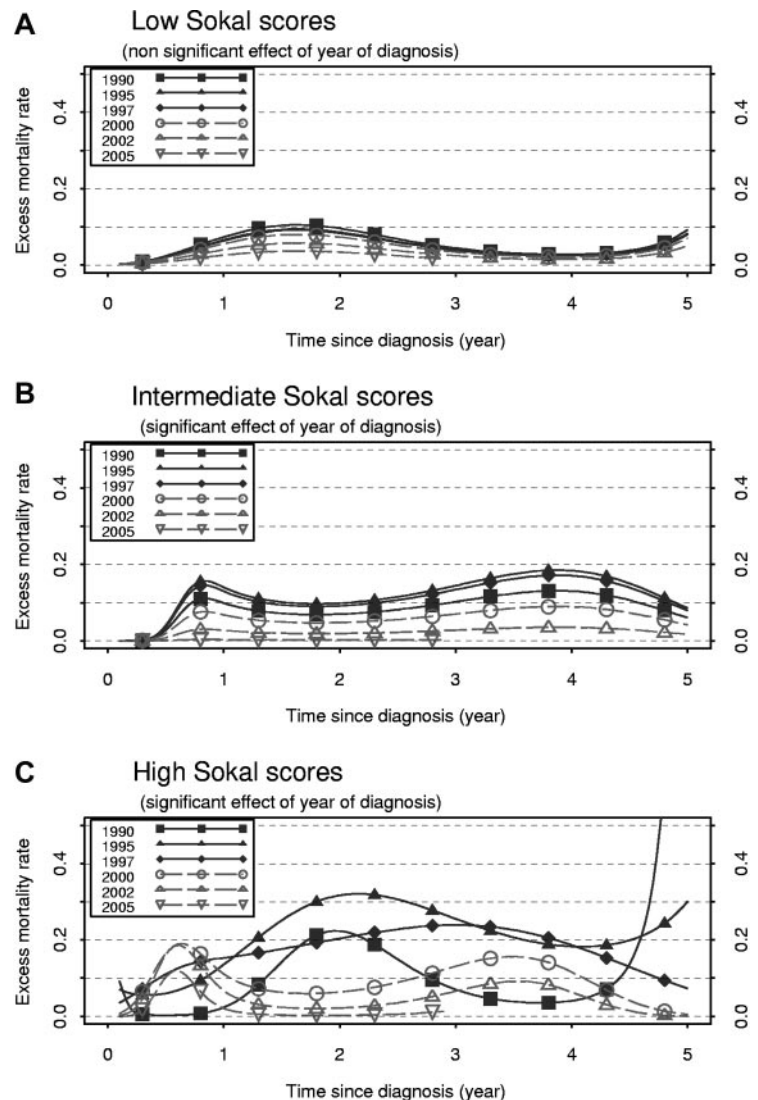 A
Low Sokal scores
(non significant effect of year of diagnosis)
1990
1995
1997
2000
2002
2005
Excess mortality rate
0.0
0.2
0.4
0.0
0.2
0.4
0 1 2 3 4 5
Time since diagnosis (year)
B
Intermediate Sokal scores
(significant effect of year of diagnosis)
1990
1995
1997
2000
2002
2005
Excess mortality rate
0.0
0.2
0.4
0.0
0.2
0.4
0 1 2 3 4 5
Time since diagnosis (year)
C
High Sokal scores
(significant effect of year of diagnosis)
1990
1995
1997
2000
2002
2005
Excess mortality rate
0.0
0.2
0.4
0.0
0.2
0.4
0 1 2 3 4 5
Time since diagnosis (year)